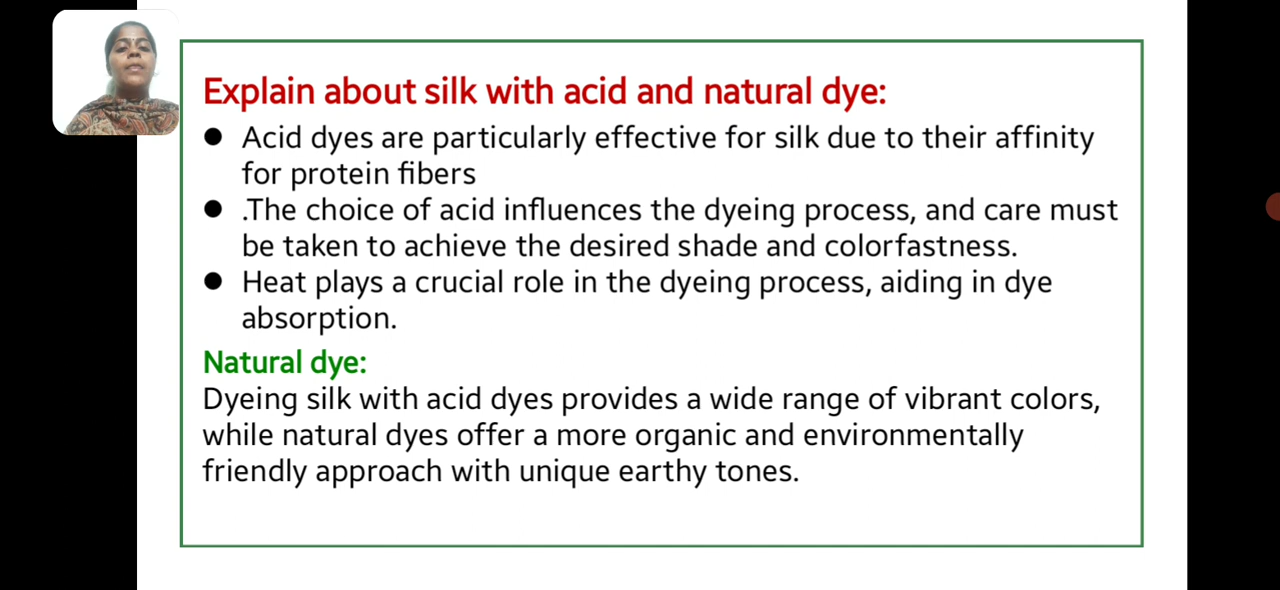 Explain about silk with acid and natural dye:
● Acid dyes are particularly effective for silk due to their affinity
for protein fibers
● .The choice of acid influences the dyeing process, and care must
be taken to achieve the desired shade and colorfastness.
● Heat plays a crucial role in the dyeing process, aiding in dye
absorption.
Natural dye:
Dyeing silk with acid dyes provides a wide range of vibrant colors,
while natural dyes offer a more organic and environmentally
friendly approach with unique earthy tones.